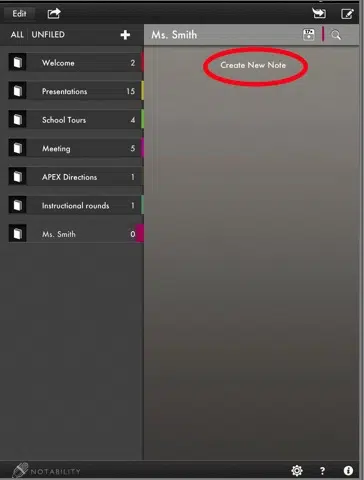 Edit
ALL UNFILED +
Welcome 2
Presentations 15
School Tours 4
Meeting 5
APEX Directions 1
Instructional rounds 1
Ms. Smith 0
Ms. Smith
Create New Note
NOTABILITY
? i